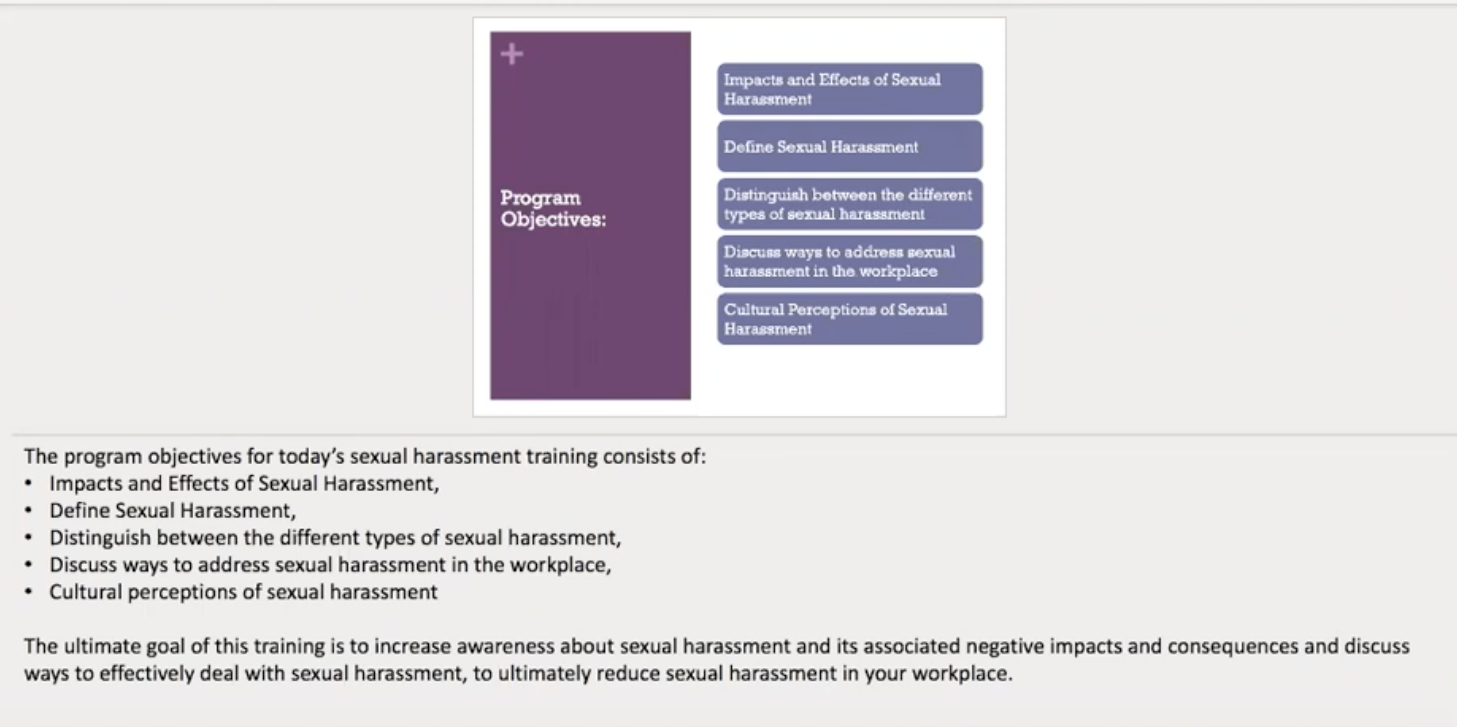 +
Program
Objectives:
Impacts and Effects of Sexual
Harassment
Define Sexual Harassment
Distinguish between the different
types of sexual harassment
Discuss ways to address sexual
harassment in the workplace
Cultural Perceptions of Sexual
Harassment
The program objectives for today’s sexual harassment training consists of:
• Impacts and Effects of Sexual Harassment,
• Define Sexual Harassment,
• Distinguish between the different types of sexual harassment,
• Discuss ways to address sexual harassment in the workplace,
• Cultural perceptions of sexual harassment
The ultimate goal of this training is to increase awareness about sexual harassment and its associated negative impacts and consequences and discuss
ways to effectively deal with sexual harassment, to ultimately reduce sexual harassment in your workplace.